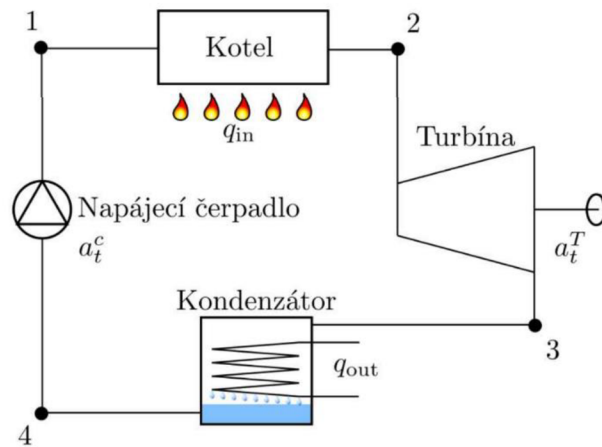 1
Kotel
2
q_in
Turbína
Napájecí čerpadlo
a_t^c
a_t^T
Kondenzátor
3
q_out
4